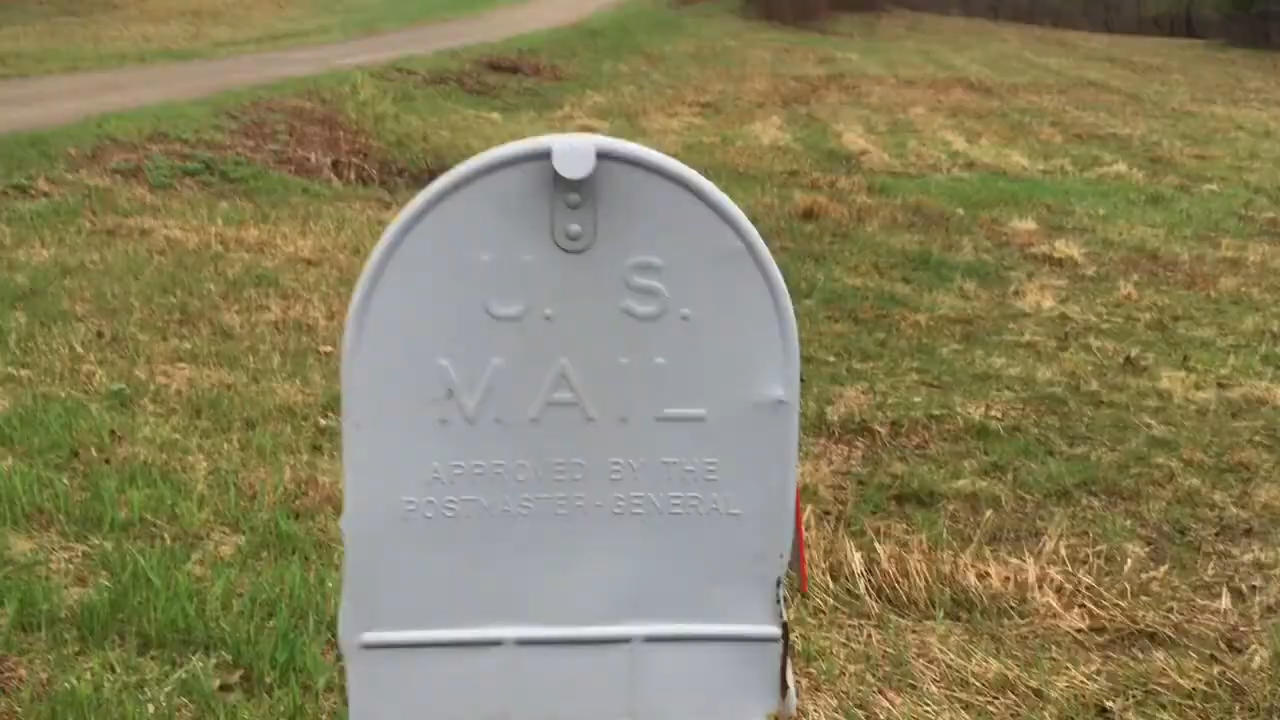 U. S.
MAIL
APPROVED BY THE
POSTMASTER-GENERAL